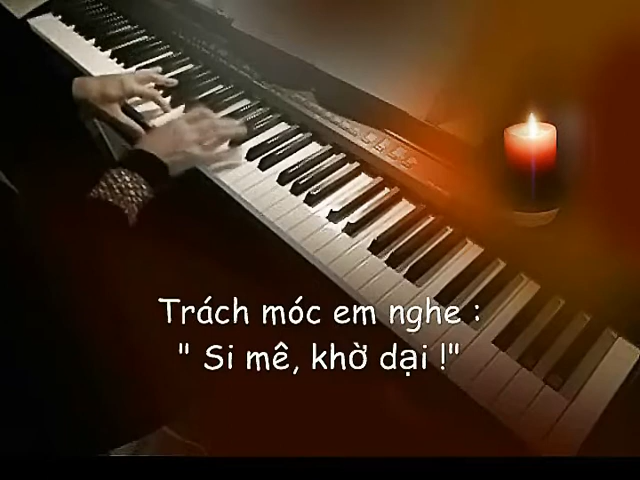 Trách móc em nghe :
" Si mê, khờ dại !"